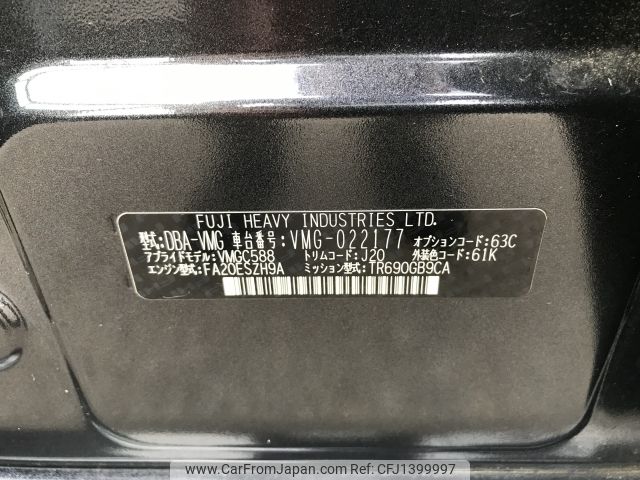 FUJI HEAVY INDUSTRIES LTD.
型式:DBA-VMG 車台番号:VMG-022177 オプションコード:63C
アプライドモデル:VMGC588 トリムコード:J20 外装色コード:61K
エンジン型式:FA20ESZH9A ミッション型式:TR690GB9CA
www.CarFromJapan.com | Stock ID: CFJ1399997